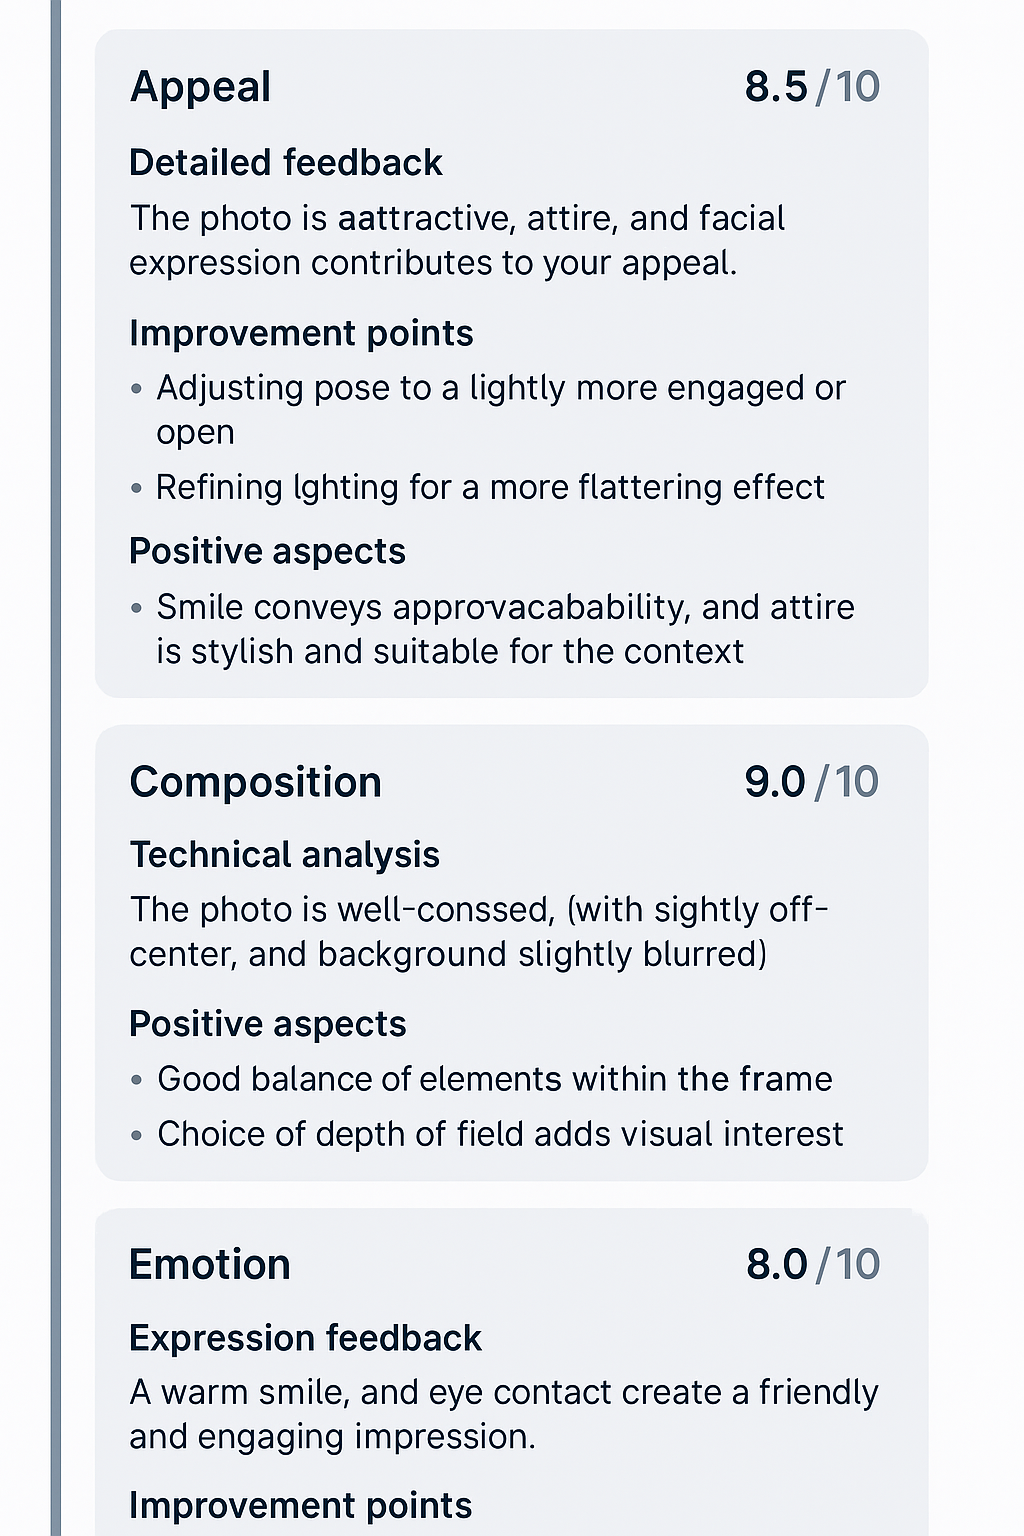 Appeal 8.5/10
Detailed feedback
The photo is aattractive, attire, and facial
expression contributes to your appeal.
Improvement points
• Adjusting pose to a lightly more engaged or
open
• Refining lghting for a more flattering effect
Positive aspects
• Smile conveys approvacabability, and attire
is stylish and suitable for the context
Composition 9.0/10
Technical analysis
The photo is well-conssed, (with sightly off-
center, and background slightly blurred)
Positive aspects
• Good balance of elements within the frame
• Choice of depth of field adds visual interest
Emotion 8.0/10
Expression feedback
A warm smile, and eye contact create a friendly
and engaging impression.
Improvement points